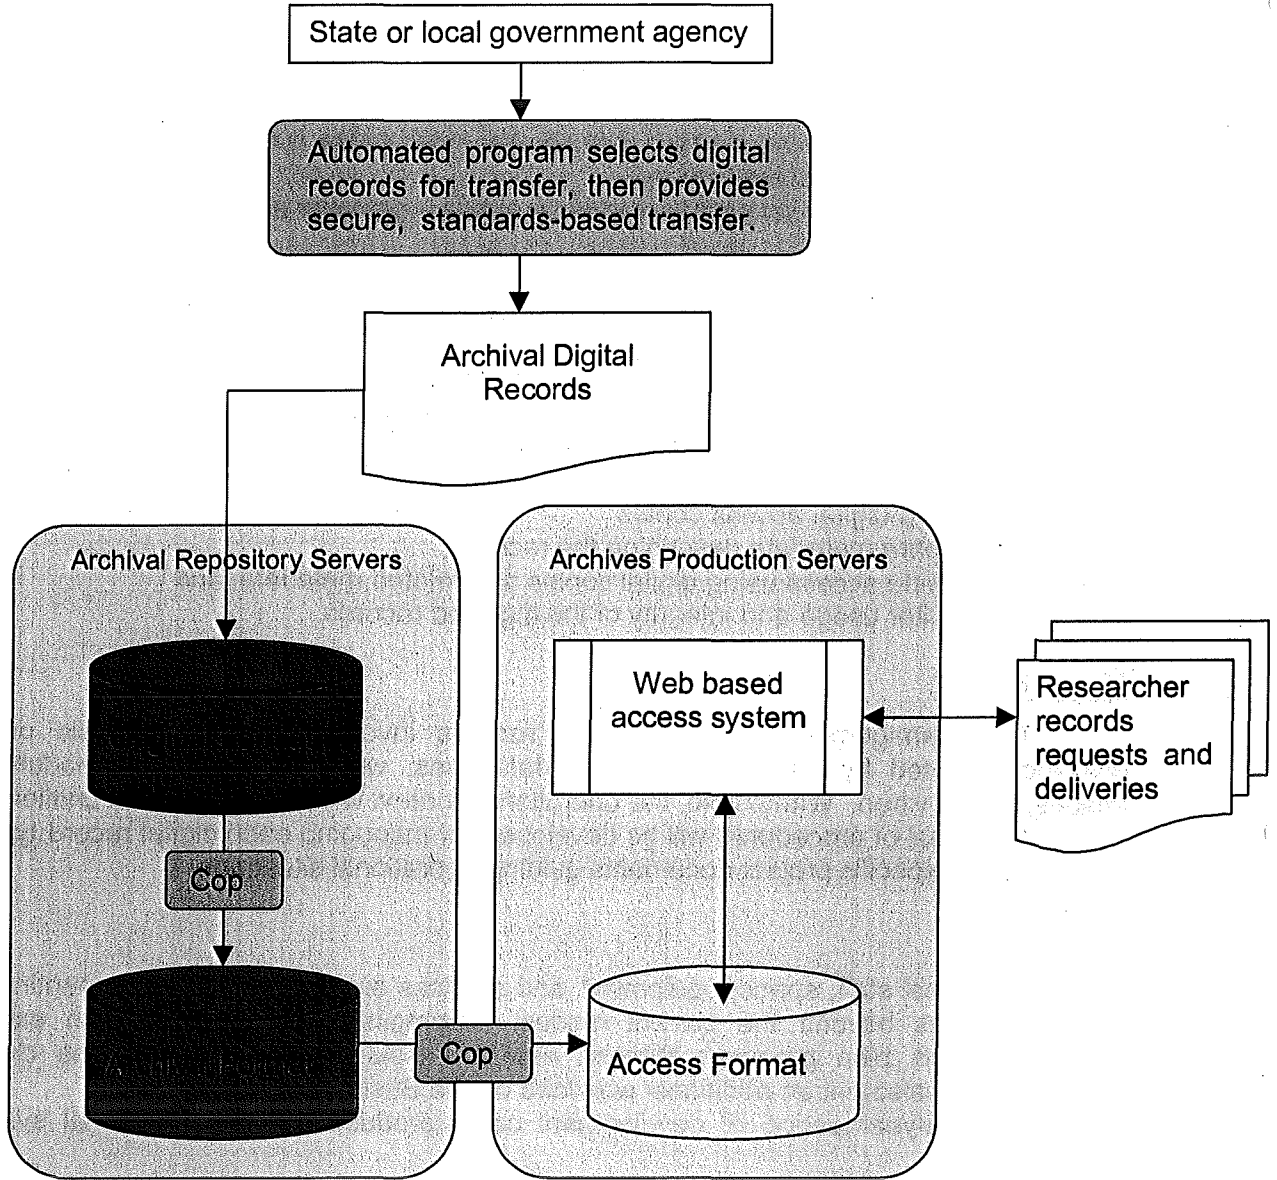 State or local government agency
Automated program selects digital
records for transfer, then provides
secure, standards-based transfer.
Archival Digital
Records
Archival Repository Servers
Archives Production Servers
Web based
access system
Researcher
records
requests and
deliveries
Cop
Archival Format
Cop
Access Format